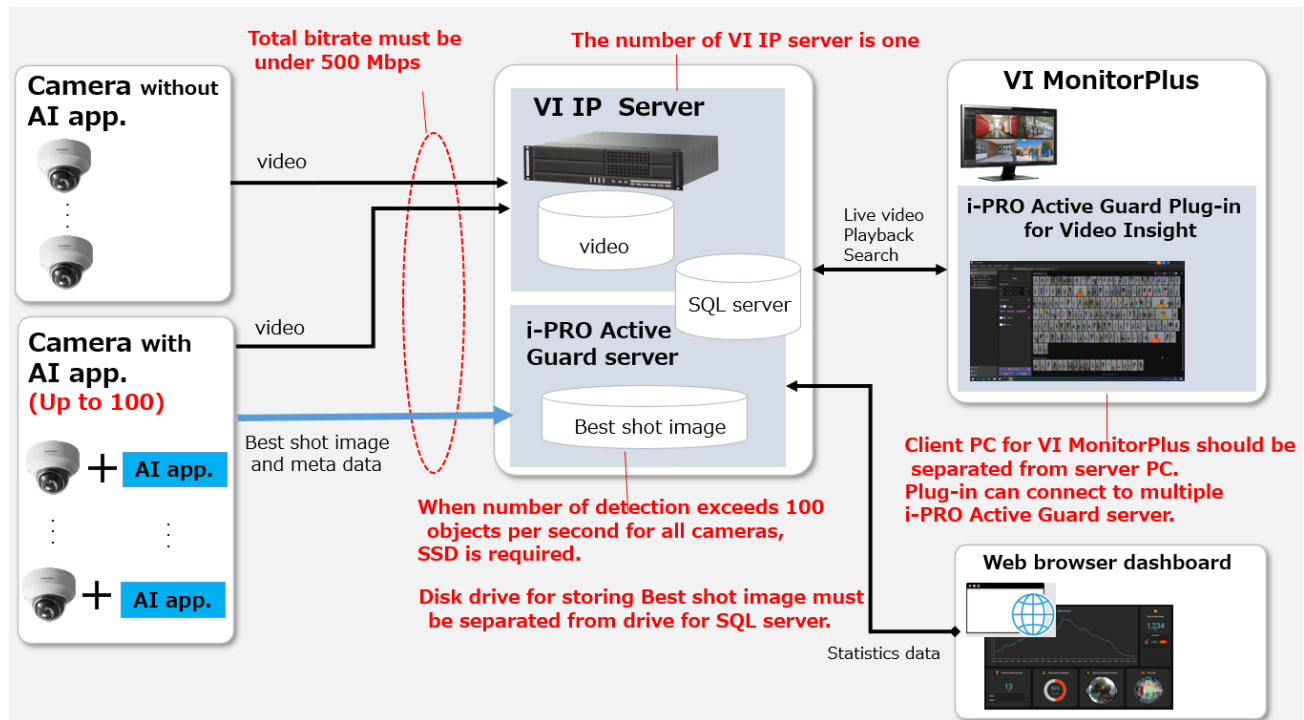 Total bitrate must be
under 500 Mbps
The number of VI IP server is one
Camera without
AI app.
video
VI IP Server
video
SQL server
VI MonitorPlus
i-PRO Active Guard Plug-in
for Video Insight
Live video
Playback
Search
Camera with
AI app.
(Up to 100)
video
Best shot image
and meta data
AI app.
AI app.
i-PRO Active
Guard server
Best shot image
When number of detection exceeds 100
objects per second for all cameras,
SSD is required.
Disk drive for storing Best shot image must
be separated from drive for SQL server.
Client PC for VI MonitorPlus should be
separated from server PC.
Plug-in can connect to multiple
i-PRO Active Guard server.
Web browser dashboard
1,234
13
50%
Statistics data